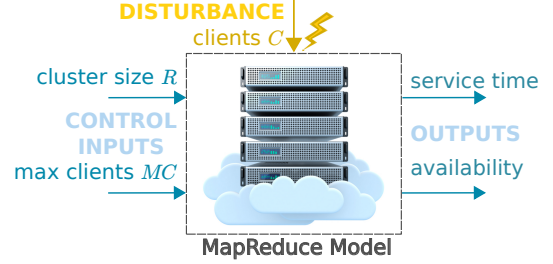 DISTURBANCE
clients C
cluster size R
service time
CONTROL
INPUTS
OUTPUTS
max clients MC
availability
MapReduce Model